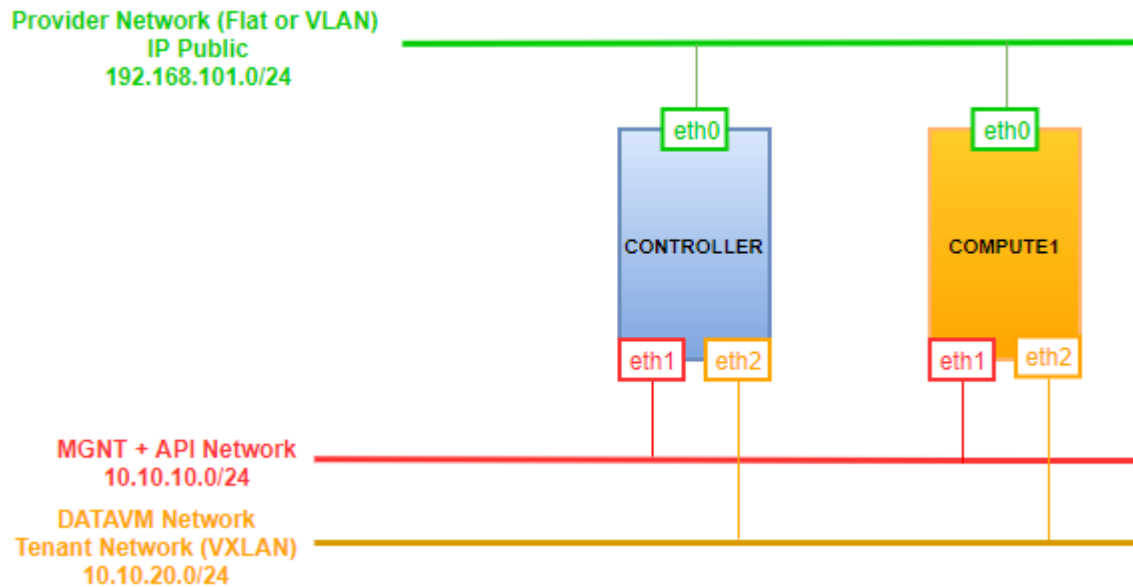 Provider Network (Flat or VLAN)
IP Public
192.168.101.0/24
eth0
eth0
CONTROLLER
COMPUTE1
eth1
eth2
eth1
eth2
MGNT + API Network
10.10.10.0/24
DATAVM Network
Tenant Network (VXLAN)
10.10.20.0/24